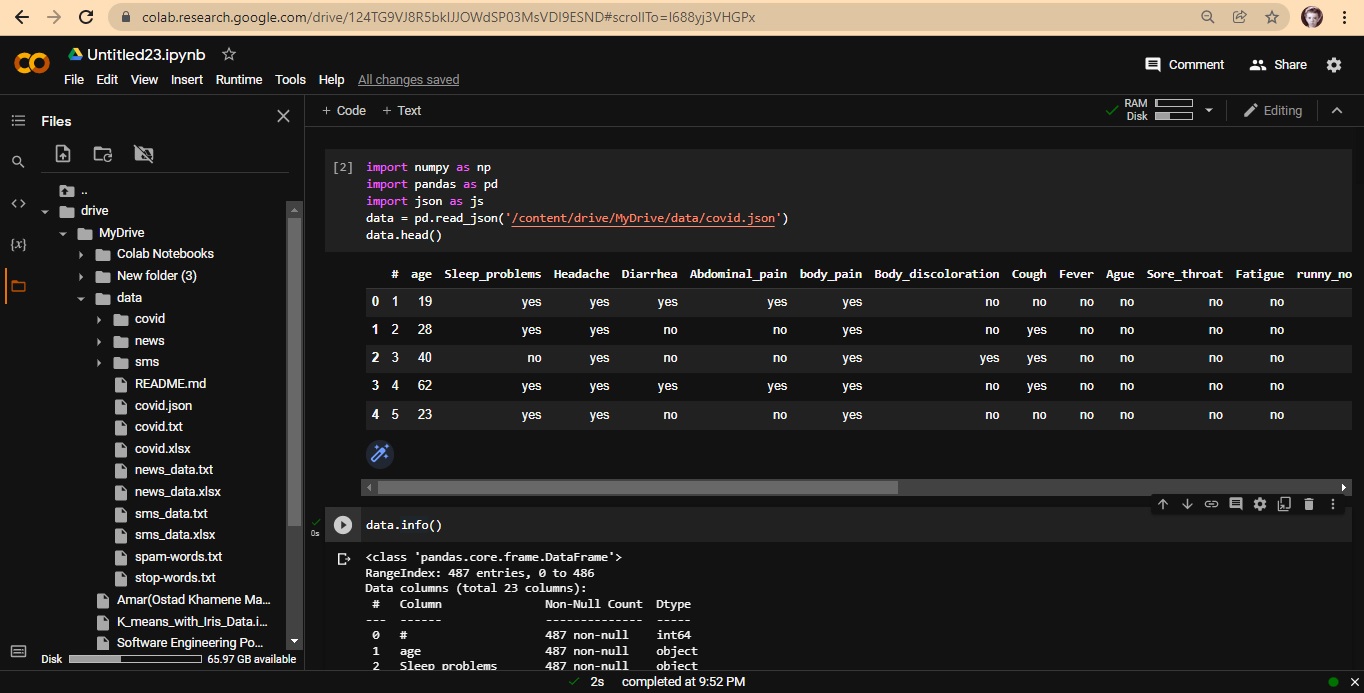 colab.research.google.com/drive/124TG9VJ8R5bkIJJOWdSP03MsVDI9ESND#scrollTo=I688yj3VHGPx
CO
Untitled23.ipynb
File Edit View Insert Runtime Tools Help All changes saved
Comment Share
Files
+ Code + Text
RAM
Disk
Editing
..
drive
MyDrive
Colab Notebooks
New folder (3)
data
covid
news
sms
README.md
covid.json
covid.txt
covid.xlsx
news_data.txt
news_data.xlsx
sms_data.txt
sms_data.xlsx
spam-words.txt
stop-words.txt
Amar(Ostad Khamene Ma...
K_means_with_Iris_Data.i...
Software Engineering Po...
Disk 65.97 GB available
[2] import numpy as np
import pandas as pd
import json as js
data = pd.read_json('/content/drive/MyDrive/data/covid.json')
data.head()
# age Sleep_problems Headache Diarrhea Abdominal_pain body_pain Body_discoloration Cough Fever Ague Sore_throat Fatigue runny_no
0 1 19 yes yes yes yes yes no no no no no no
1 2 28 yes yes no no yes no yes no no no no
2 3 40 no yes no no yes yes yes no no no no
3 4 62 yes yes yes yes yes no yes no no no no
4 5 23 yes yes no no yes no no no no no no
0s
data.info()
<class 'pandas.core.frame.DataFrame'>
RangeIndex: 487 entries, 0 to 486
Data columns (total 23 columns):
# Column Non-Null Count Dtype
--- ------ -------------- -----
0 # 487 non-null int64
1 age 487 non-null object
2 Sleep_problems 487 non-null object
2s completed at 9:52 PM